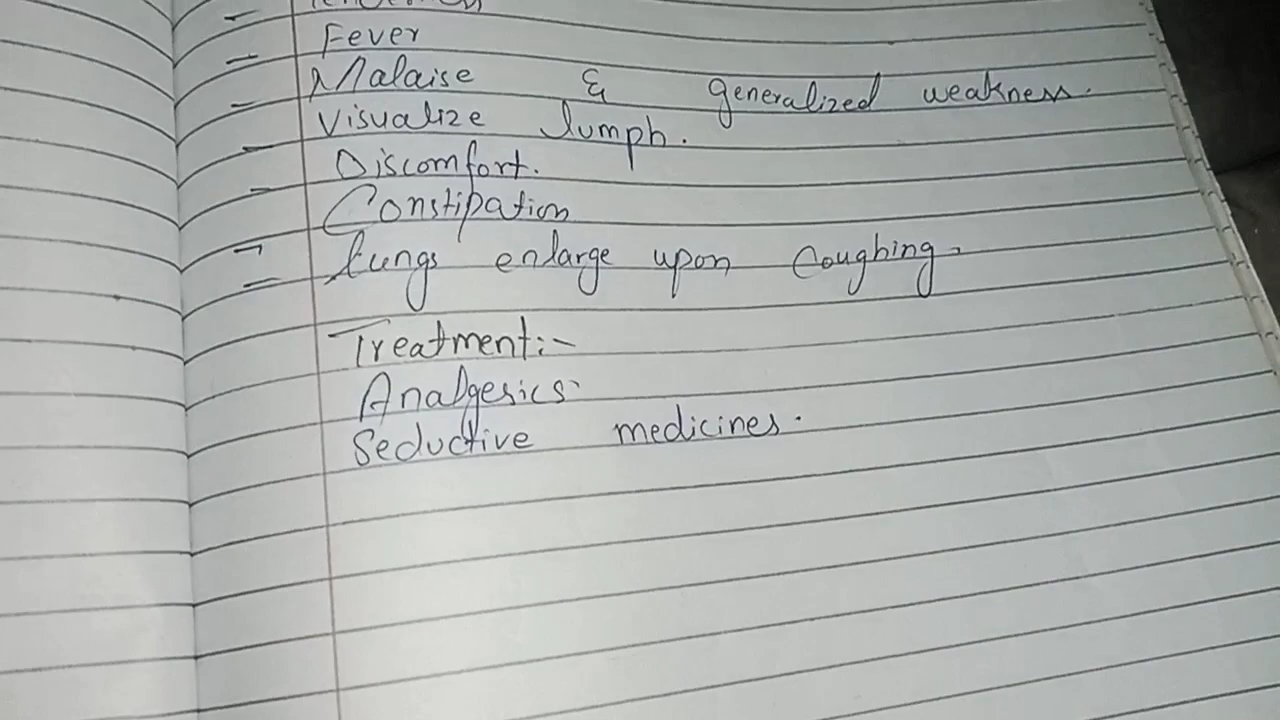 - Fever
- Malaise & generalized weakness.
- Visualize lumph.
- Discomfort.
- Constipation
- Lungs enlarge upon Coughing.
Treatment:-
Analgesics.
Seductive medicines.